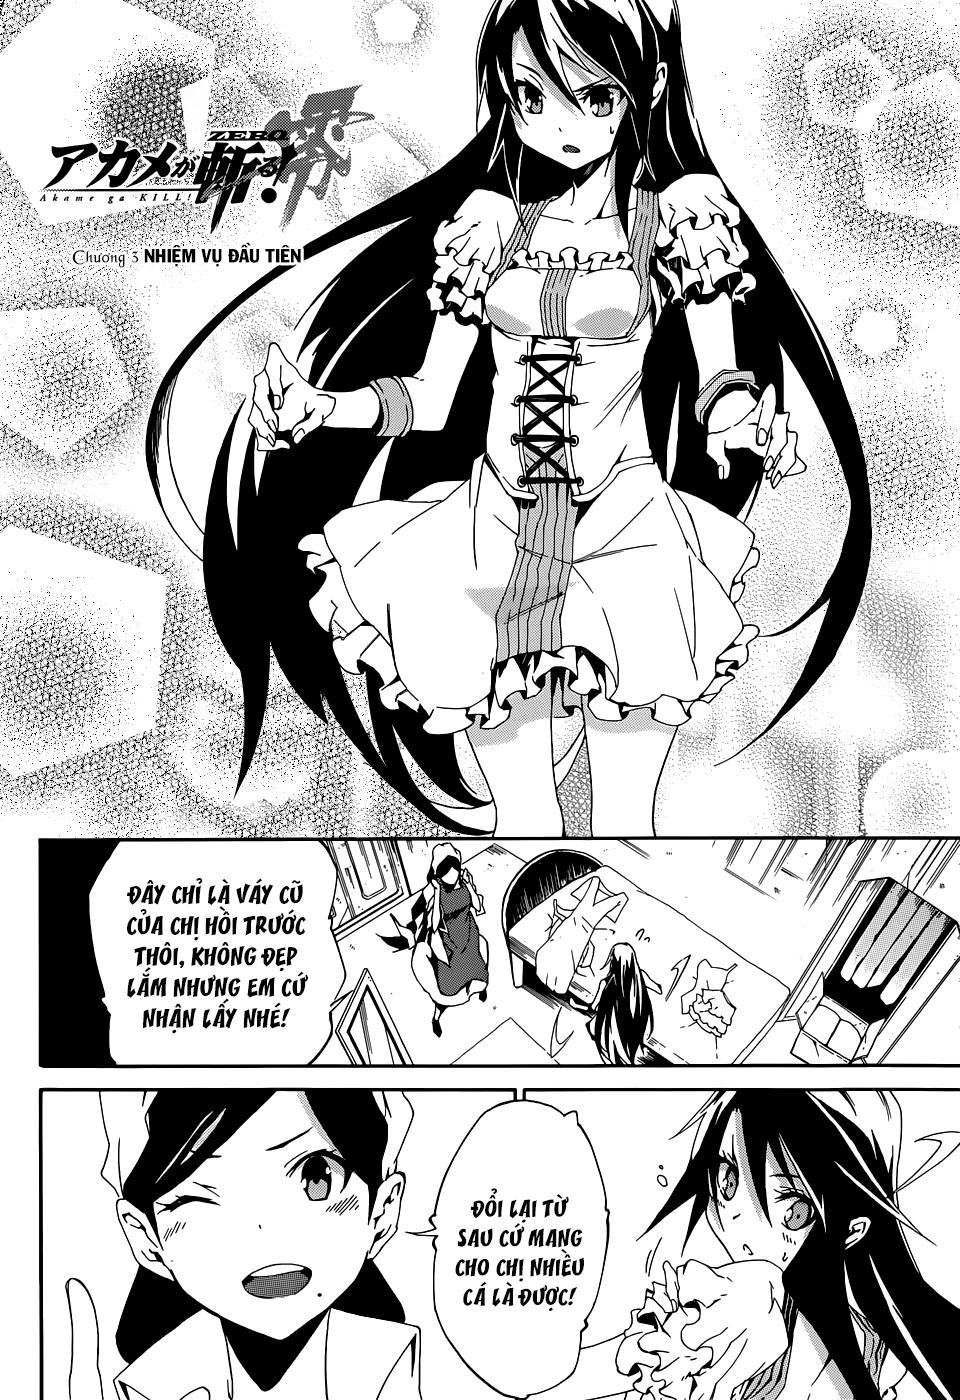 ZERO
アカメが斬る!零
Akame ga KILL!
Chương 3 NHIỆM VỤ ĐẦU TIÊN
ĐÂY CHỈ LÀ VÁY CŨ
CỦA CHỊ HỒI TRƯỚC
THÔI, KHÔNG ĐẸP
LẮM NHƯNG EM CỨ
NHẬN LẤY NHÉ!
ĐỔI LẠI TỪ
SAU CỨ MANG
CHO CHỊ NHIỀU
CÁ LÀ ĐƯỢC!